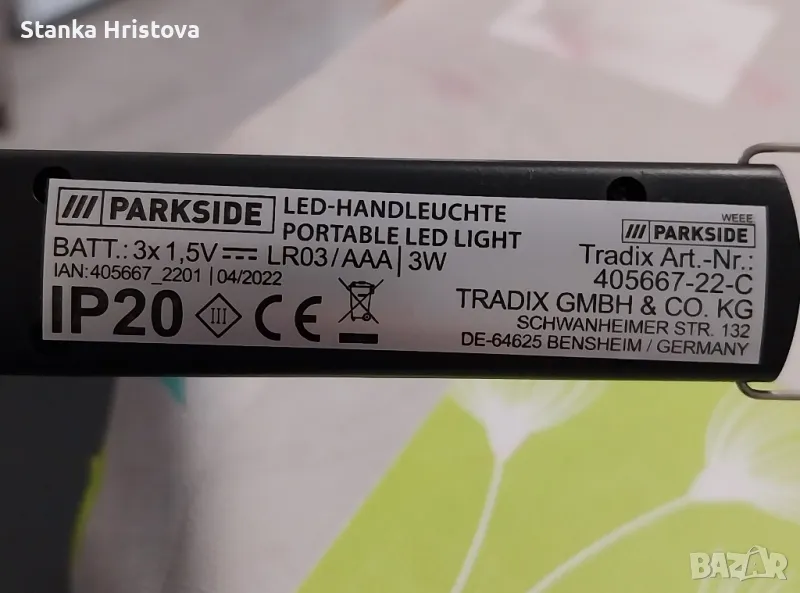 Stanka Hristova
/// PARKSIDE
LED-HANDLEUCHTE
PORTABLE LED LIGHT
BATT.: 3x 1,5V⎓ LR03/AAA | 3W
IAN: 405667_2201 | 04/2022
IP20 III CE
WEEE
/// PARKSIDE
Tradix Art.-Nr.:
405667-22-C
TRADIX GMBH & CO. KG
SCHWANHEIMER STR. 132
DE-64625 BENSHEIM / GERMANY
BAZAR